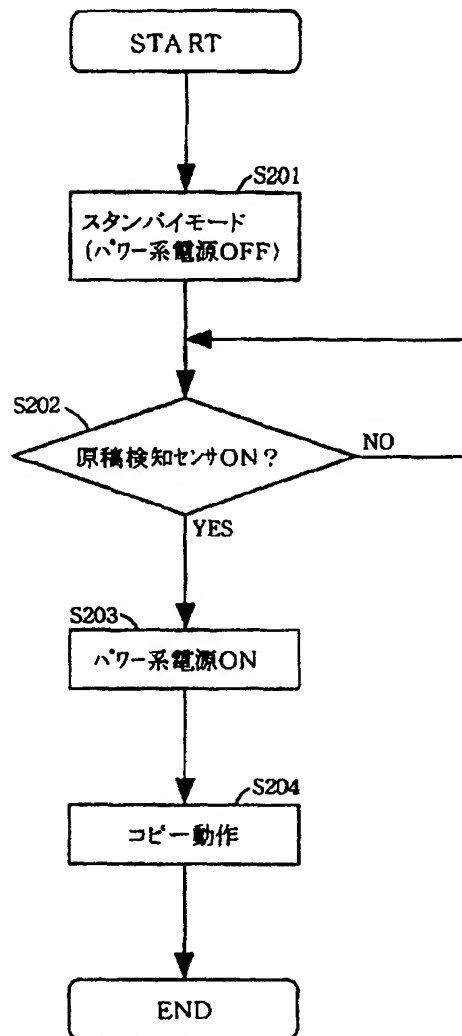 START
S201
スタンバイモード
(パワー系電源OFF)
S202
原稿検知センサON?
NO
YES
S203
パワー系電源ON
S204
コピー動作
END